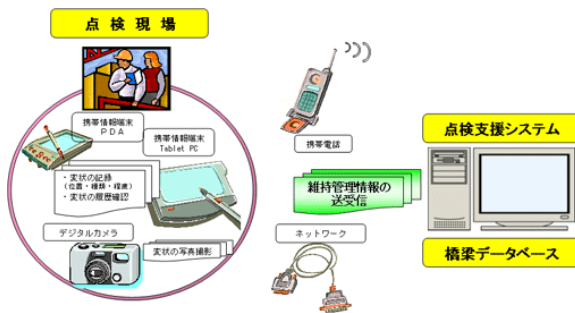 点検現場
携帯情報端末
PDA
携帯情報端末
Tablet PC
・変状の記録
(位置・種類・程度)
・変状の履歴確認
デジタルカメラ
変状の写真撮影
携帯電話
維持管理情報の
送受信
ネットワーク
点検支援システム
橋梁データベース